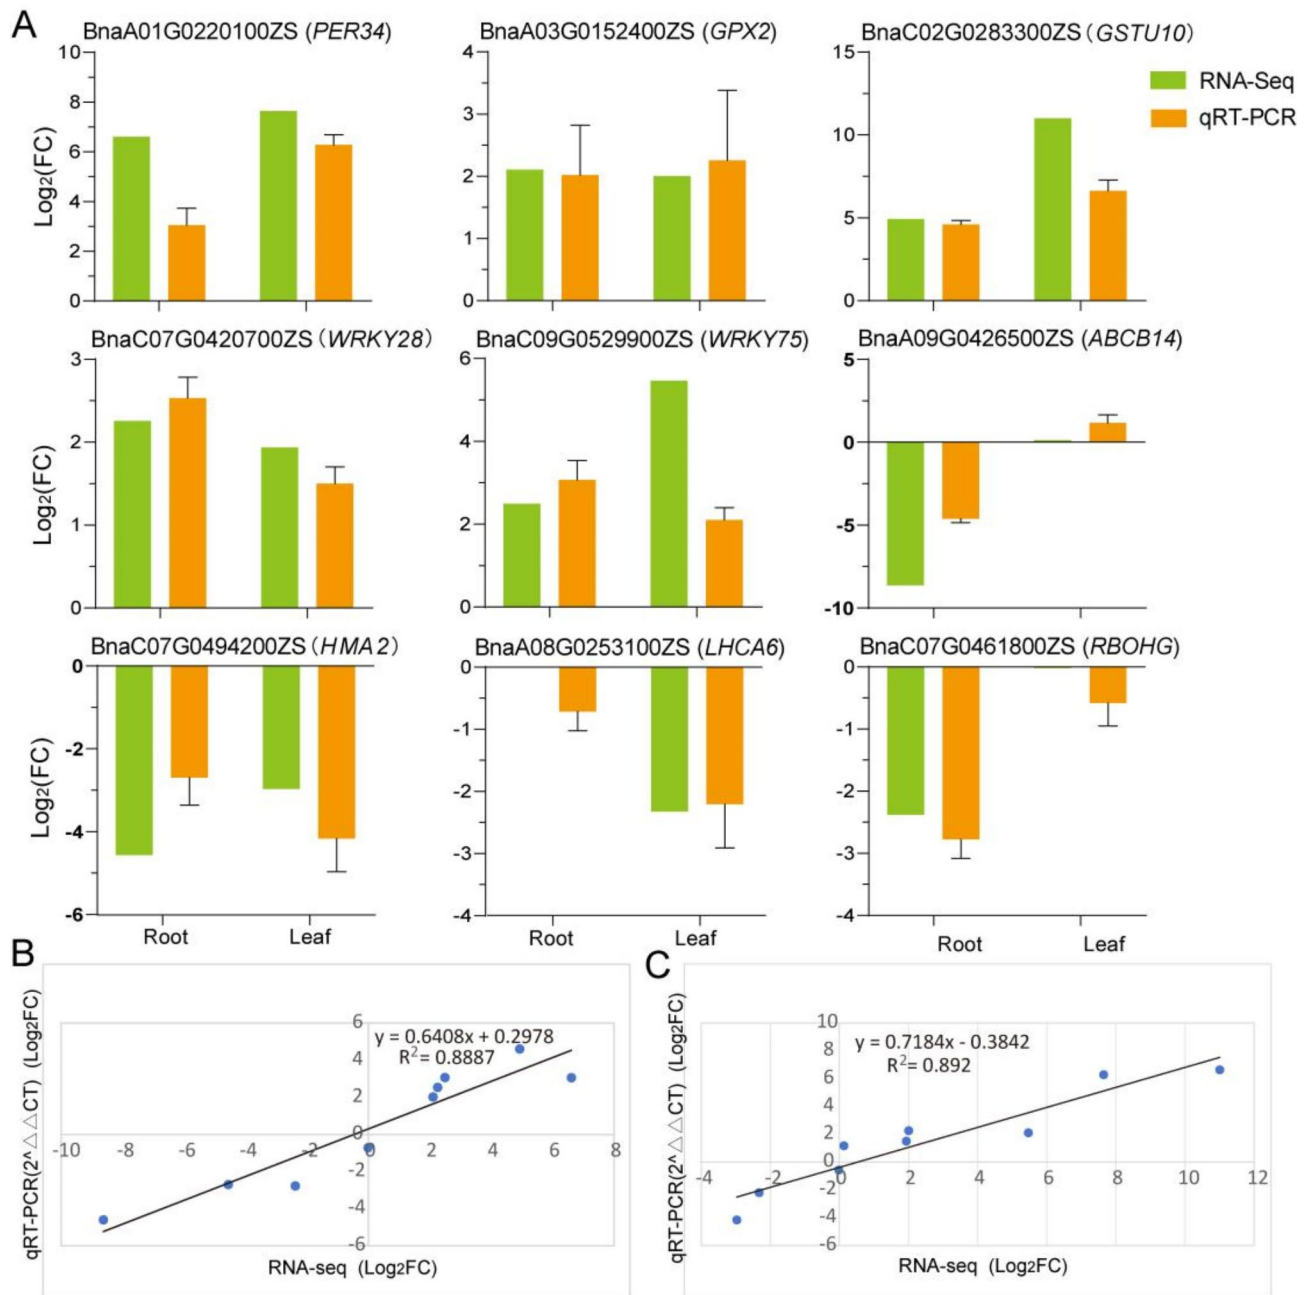 A
BnaA01G0220100ZS (PER34)
BnaA03G0152400ZS (GPX2)
BnaC02G0283300ZS (GSTU10)
RNA-Seq
qRT-PCR
Log2(FC)
10
8
6
4
2
0
4
3
2
1
0
15
10
5
0
BnaC07G0420700ZS (WRKY28)
BnaC09G0529900ZS (WRKY75)
BnaA09G0426500ZS (ABCB14)
Log2(FC)
3
2
1
0
6
4
2
0
5
0
-5
-10
BnaC07G0494200ZS (HMA2)
BnaA08G0253100ZS (LHCA6)
BnaC07G0461800ZS (RBOHG)
Log2(FC)
0
-2
-4
-6
0
-1
-2
-3
-4
0
-1
-2
-3
-4
Root Leaf
Root Leaf
Root Leaf
B
qRT-PCR(2^△△CT) (Log2FC)
y = 0.6408x + 0.2978
R² = 0.8887
6
4
2
0
-2
-4
-6
-10 -8 -6 -4 -2 0 2 4 6 8
RNA-seq (Log2FC)
C
qRT-PCR(2^△△CT) (Log2FC)
y = 0.7184x - 0.3842
R² = 0.892
10
8
6
4
2
0
-2
-4
-6
-4 -2 0 2 4 6 8 10 12
RNA-seq (Log2FC)